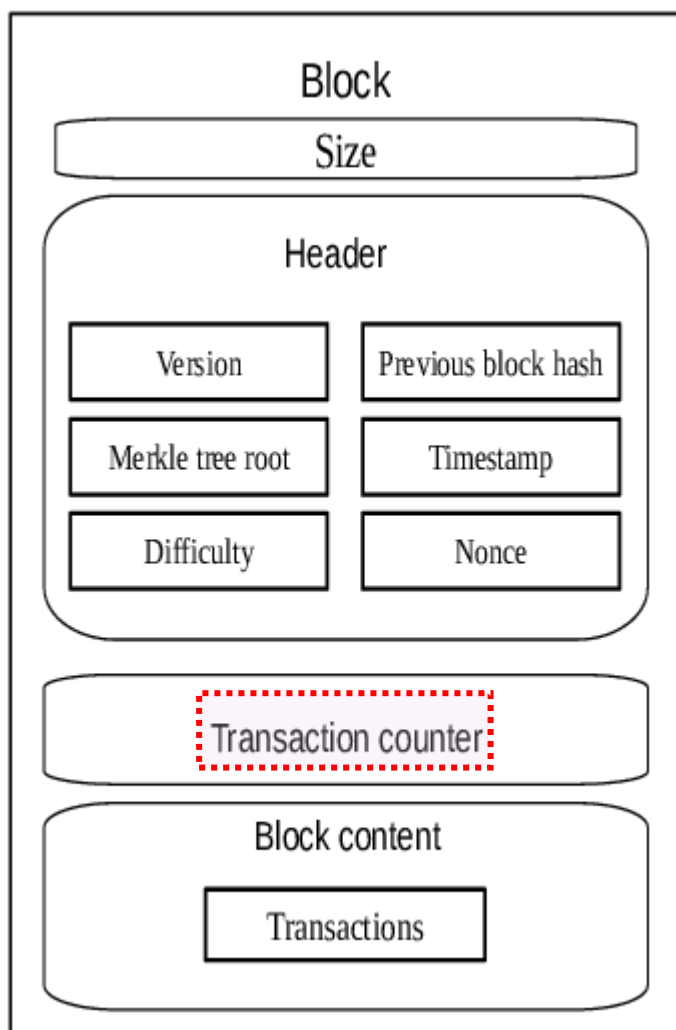 Block
Size
Header
Version
Previous block hash
Merkle tree root
Timestamp
Difficulty
Nonce
Transaction counter
Block content
Transactions